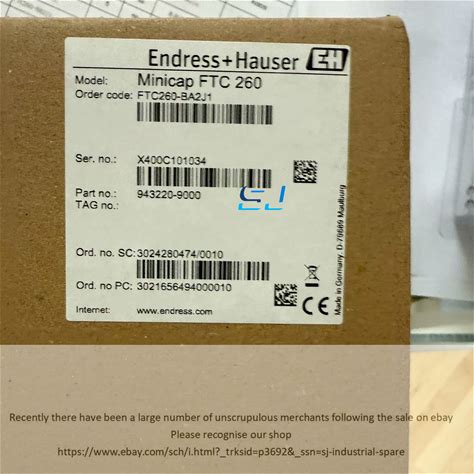 Endress+Hauser EH
Model: Minicap FTC 260
Order code: FTC260-BA2J1
Ser. no.: X400C101034
Part no.: 943220-9000
TAG no.:
SJ
Ord. no SC: 3024280474/0010
Ord. no PC: 3021656494000010
Internet: www.endress.com
Made in Germany, D-79689 Maulburg
CE
Recently there have been a large number of unscrupulous merchants following the sale on ebay
Please recognise our shop
https://www.ebay.com/sch/i.html?_trksid=p3692&_ssn=sj-industrial-spare